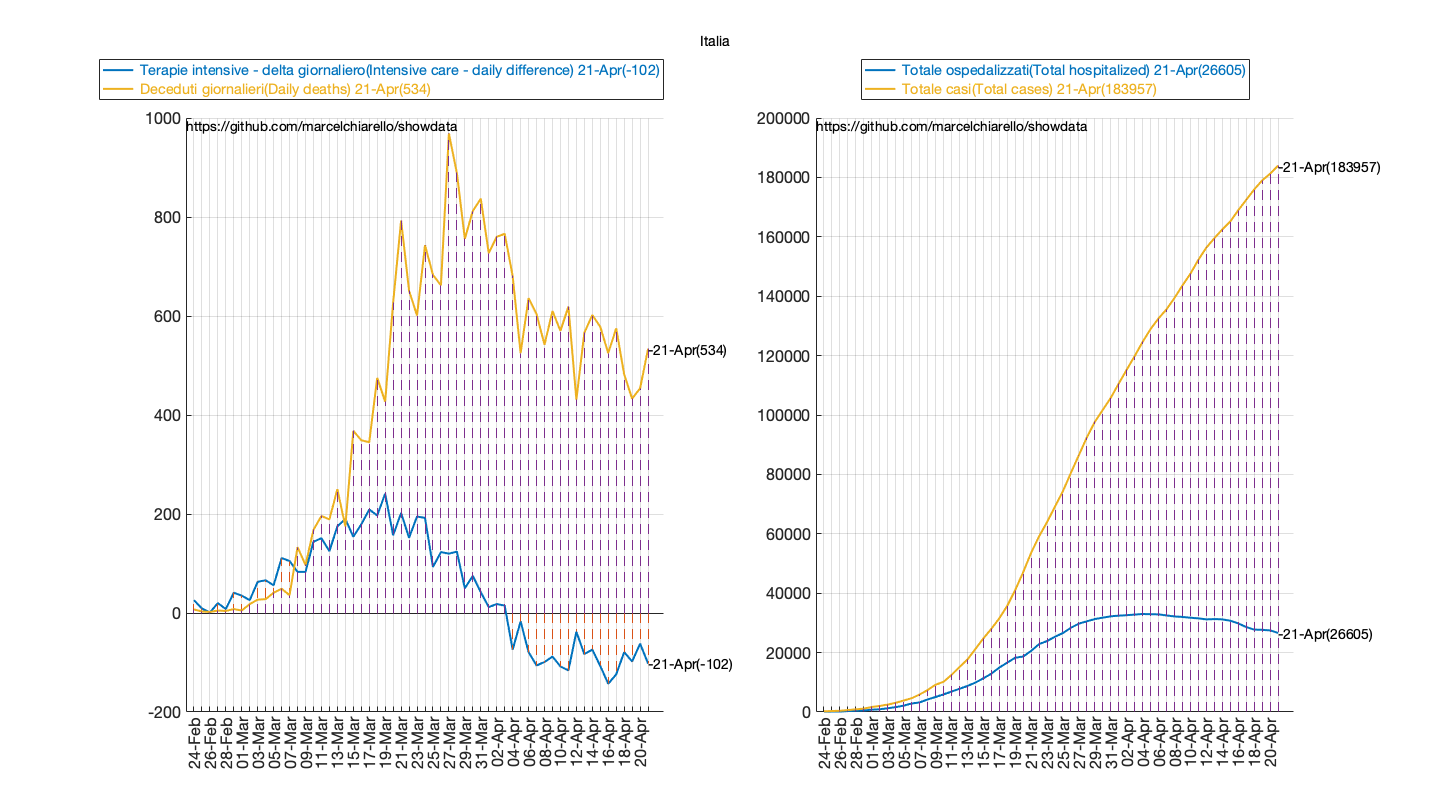 Italia
Terapie intensive - delta giornaliero(Intensive care - daily difference) 21-Apr(-102)
Deceduti giornalieri(Daily deaths) 21-Apr(534)
https://github.com/marcelchiarello/showdata
1000
800
600
400
200
0
-200
-21-Apr(534)
-21-Apr(-102)
24-Feb
26-Feb
28-Feb
01-Mar
03-Mar
05-Mar
07-Mar
09-Mar
11-Mar
13-Mar
15-Mar
17-Mar
19-Mar
21-Mar
23-Mar
25-Mar
27-Mar
29-Mar
31-Mar
02-Apr
04-Apr
06-Apr
08-Apr
10-Apr
12-Apr
14-Apr
16-Apr
18-Apr
20-Apr
Totale ospedalizzati(Total hospitalized) 21-Apr(26605)
Totale casi(Total cases) 21-Apr(183957)
https://github.com/marcelchiarello/showdata
200000
180000
160000
140000
120000
100000
80000
60000
40000
20000
0
-21-Apr(183957)
-21-Apr(26605)
24-Feb
26-Feb
28-Feb
01-Mar
03-Mar
05-Mar
07-Mar
09-Mar
11-Mar
13-Mar
15-Mar
17-Mar
19-Mar
21-Mar
23-Mar
25-Mar
27-Mar
29-Mar
31-Mar
02-Apr
04-Apr
06-Apr
08-Apr
10-Apr
12-Apr
14-Apr
16-Apr
18-Apr
20-Apr